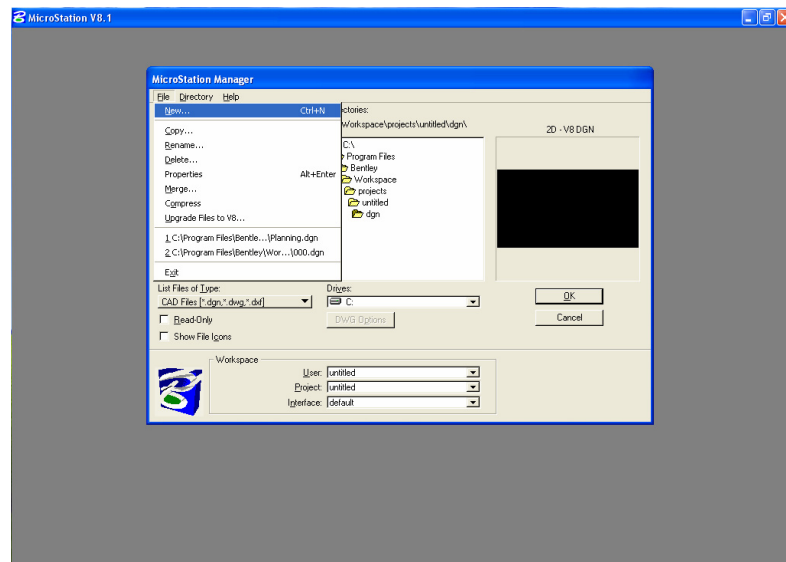 MicroStation V8.1
MicroStation Manager
File Directory Help
New... Ctrl+N
Copy...
Rename...
Delete...
Properties Alt+Enter
Merge...
Compress
Upgrade Files to V8...
1 C:\Program Files\Bentle...\Planning.dgn
2 C:\Program Files\Bentley\Wor...\000.dgn
Exit
ectories:
Workspace\projects\untitled\dgn\
C:\
Program Files
Bentley
Workspace
projects
untitled
dgn
2D - V8 DGN
List Files of Type:
CAD Files [*.dgn,*.dwg,*.dxf]
Drives:
C:
Read-Only
DWG Options
Show File Icons
OK
Cancel
Workspace
User: untitled
Project: untitled
Interface: default